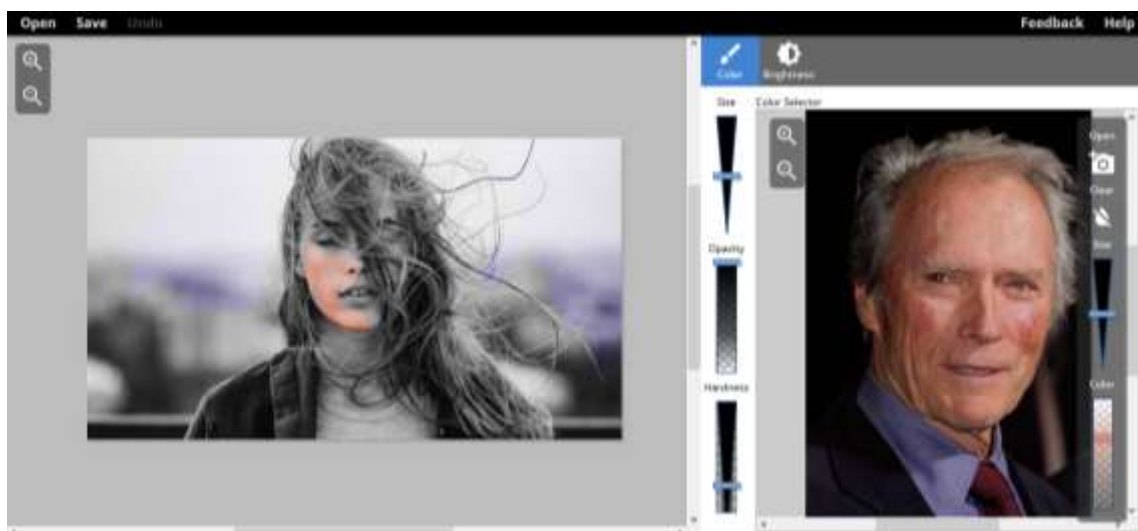 Open Save Undo Feedback Help
Color Brightness
Size Color Selector
Open
Clear
Size
Opacity
Hardness
Color